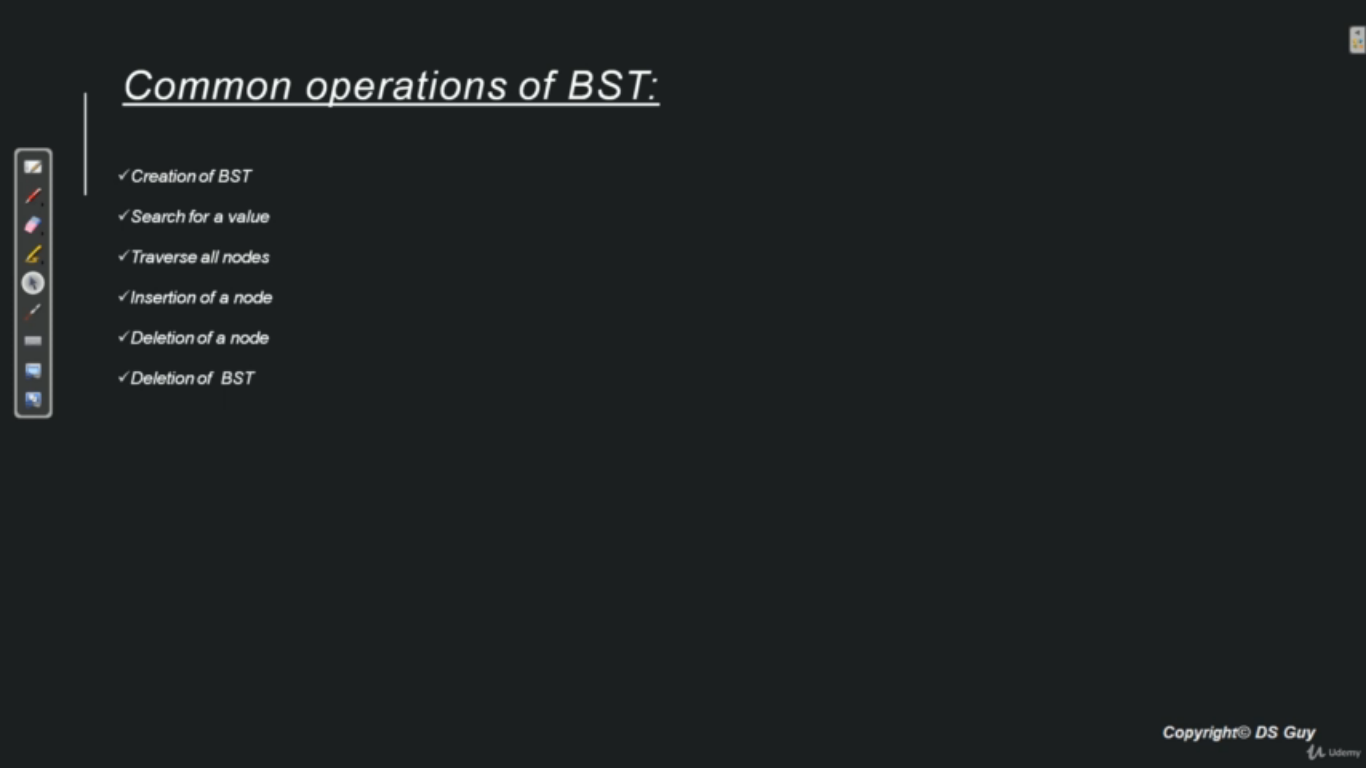 Common operations of BST:
✓Creation of BST
✓Search for a value
✓Traverse all nodes
✓Insertion of a node
✓Deletion of a node
✓Deletion of BST
Copyright© DS Guy
Udemy